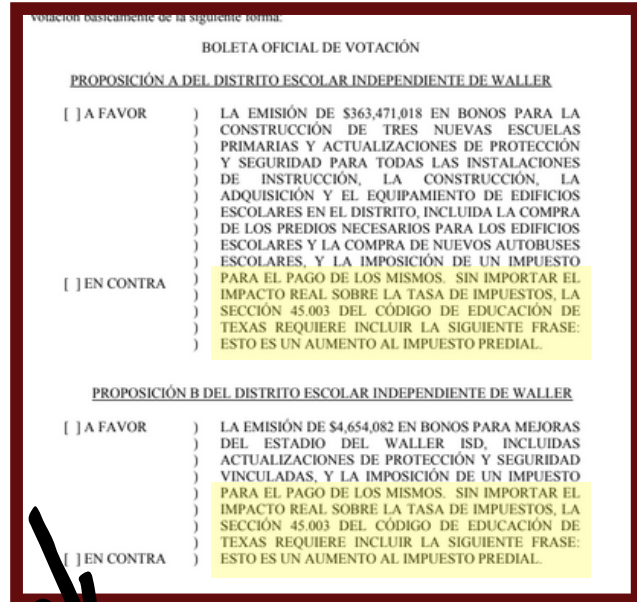 votación básicamente de la siguiente forma:
BOLETA OFICIAL DE VOTACIÓN
PROPOSICIÓN A DEL DISTRITO ESCOLAR INDEPENDIENTE DE WALLER
[ ] A FAVOR ) LA EMISIÓN DE $363,471,018 EN BONOS PARA LA
) CONSTRUCCIÓN DE TRES NUEVAS ESCUELAS
) PRIMARIAS Y ACTUALIZACIONES DE PROTECCIÓN
) Y SEGURIDAD PARA TODAS LAS INSTALACIONES
) DE INSTRUCCIÓN, LA CONSTRUCCIÓN, LA
) ADQUISICIÓN Y EL EQUIPAMIENTO DE EDIFICIOS
) ESCOLARES EN EL DISTRITO, INCLUIDA LA COMPRA
) DE LOS PREDIOS NECESARIOS PARA LOS EDIFICIOS
) ESCOLARES Y LA COMPRA DE NUEVOS AUTOBUSES
) ESCOLARES, Y LA IMPOSICIÓN DE UN IMPUESTO
[ ] EN CONTRA ) PARA EL PAGO DE LOS MISMOS. SIN IMPORTAR EL
) IMPACTO REAL SOBRE LA TASA DE IMPUESTOS, LA
) SECCIÓN 45.003 DEL CÓDIGO DE EDUCACIÓN DE
) TEXAS REQUIERE INCLUIR LA SIGUIENTE FRASE:
) ESTO ES UN AUMENTO AL IMPUESTO PREDIAL.
PROPOSICIÓN B DEL DISTRITO ESCOLAR INDEPENDIENTE DE WALLER
[ ] A FAVOR ) LA EMISIÓN DE $4,654,082 EN BONOS PARA MEJORAS
) DEL ESTADIO DEL WALLER ISD, INCLUIDAS
) ACTUALIZACIONES DE PROTECCIÓN Y SEGURIDAD
) VINCULADAS, Y LA IMPOSICIÓN DE UN IMPUESTO
) PARA EL PAGO DE LOS MISMOS. SIN IMPORTAR EL
) IMPACTO REAL SOBRE LA TASA DE IMPUESTOS, LA
) SECCIÓN 45.003 DEL CÓDIGO DE EDUCACIÓN DE
) TEXAS REQUIERE INCLUIR LA SIGUIENTE FRASE:
[ ] EN CONTRA ) ESTO ES UN AUMENTO AL IMPUESTO PREDIAL.